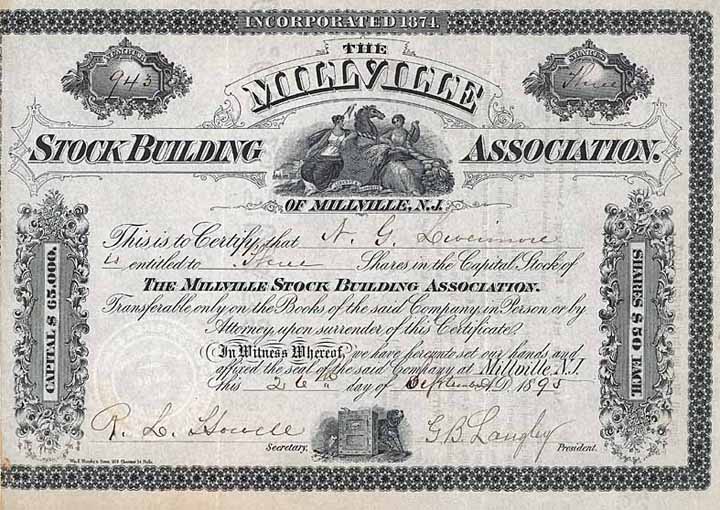 INCORPORATED 1874.
NUMBER
943
SHARES
Three
THE
MILLVILLE
STOCK BUILDING ASSOCIATION.
OF MILLVILLE, N.J.
This is to Certify, that N. G. Livermore
is entitled to Three Shares in the Capital Stock of
THE MILLVILLE STOCK BUILDING ASSOCIATION.
Transferable only on the Books of the said Company in Person or by
Attorney, upon surrender of this Certificate.
In Witness Whereof, we have hereunto set our hands and
affixed the seal of the said Company at Millville, N.J.
this 26th day of September A.D. 1895
CAPITAL $ 65,000.
SHARES $ 50 EACH.
R. L. Howell
Secretary.
G.B. Langley
President.